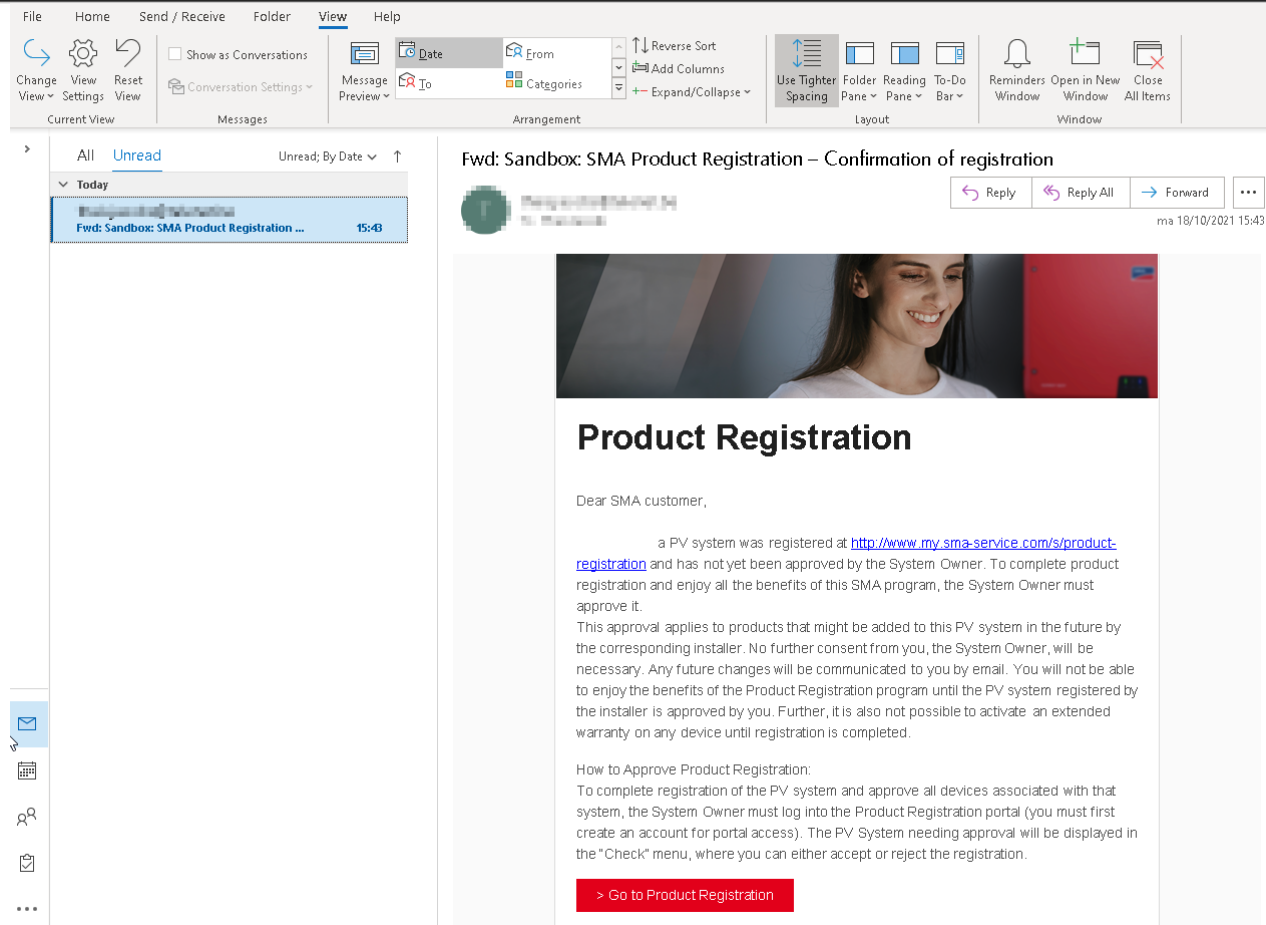 File Home Send / Receive Folder View Help
Change View
View Settings
Reset View
Current View
Show as Conversations
Conversation Settings
Messages
Message Preview
Date
From
To
Categories
Reverse Sort
Add Columns
Expand/Collapse
Arrangement
Use Tighter Spacing
Folder Pane
Reading Pane
To-Do Bar
Layout
Reminders Window
Open in New Window
Close All Items
Window
All Unread
Unread; By Date
Today
Fwd: Sandbox: SMA Product Registration ... 15:43
Fwd: Sandbox: SMA Product Registration – Confirmation of registration
Reply
Reply All
Forward
ma 18/10/2021 15:43
Product Registration
Dear SMA customer,
a PV system was registered at http://www.my.sma-service.com/s/product-
registration and has not yet been approved by the System Owner. To complete product
registration and enjoy all the benefits of this SMA program, the System Owner must
approve it.
This approval applies to products that might be added to this PV system in the future by
the corresponding installer. No further consent from you, the System Owner, will be
necessary. Any future changes will be communicated to you by email. You will not be able
to enjoy the benefits of the Product Registration program until the PV system registered by
the installer is approved by you. Further, it is also not possible to activate an extended
warranty on any device until registration is completed.
How to Approve Product Registration:
To complete registration of the PV system and approve all devices associated with that
system, the System Owner must log into the Product Registration portal (you must first
create an account for portal access). The PV System needing approval will be displayed in
the "Check" menu, where you can either accept or reject the registration.
> Go to Product Registration